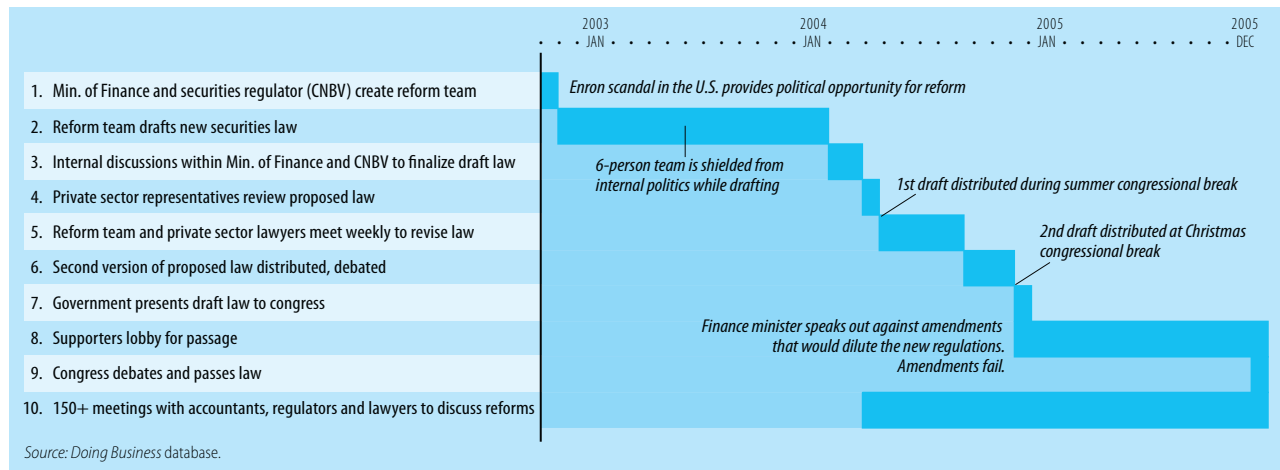 2003 2004 2005 2005
JAN JAN JAN DEC
1. Min. of Finance and securities regulator (CNBV) create reform team
Enron scandal in the U.S. provides political opportunity for reform
2. Reform team drafts new securities law
3. Internal discussions within Min. of Finance and CNBV to finalize draft law
6-person team is shielded from
internal politics while drafting
4. Private sector representatives review proposed law
1st draft distributed during summer congressional break
5. Reform team and private sector lawyers meet weekly to revise law
2nd draft distributed at Christmas
congressional break
6. Second version of proposed law distributed, debated
7. Government presents draft law to congress
8. Supporters lobby for passage
Finance minister speaks out against amendments
that would dilute the new regulations.
Amendments fail.
9. Congress debates and passes law
10. 150+ meetings with accountants, regulators and lawyers to discuss reforms
Source: Doing Business database.